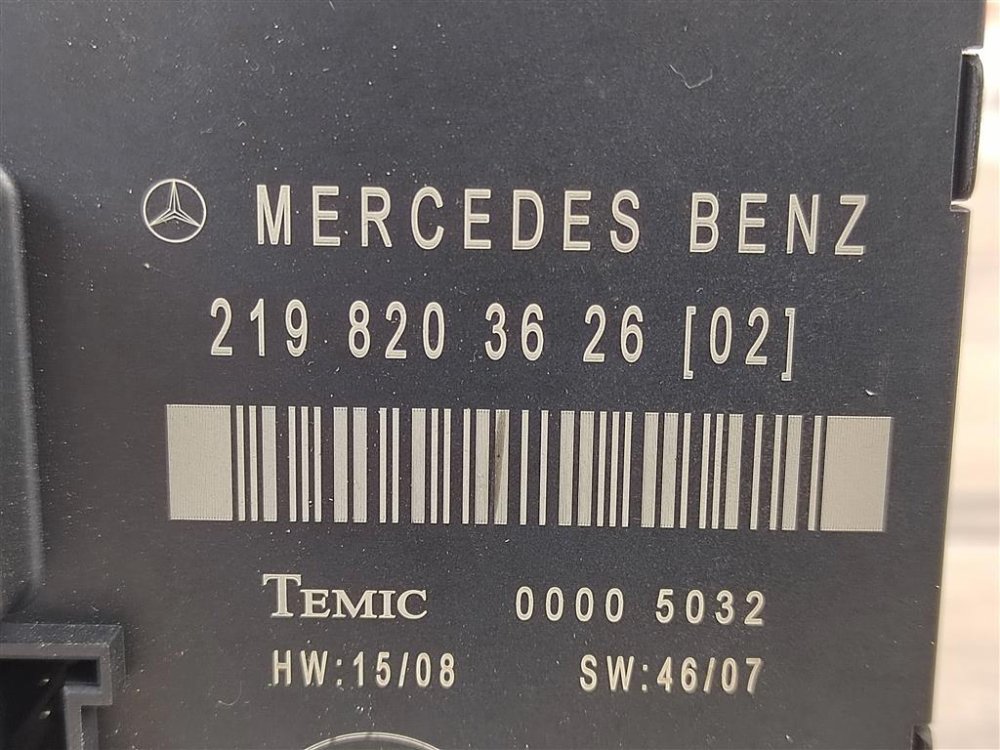 MERCEDES BENZ
219 820 36 26 [02]
TEMIC 0000 5032
HW:15/08 SW:46/07